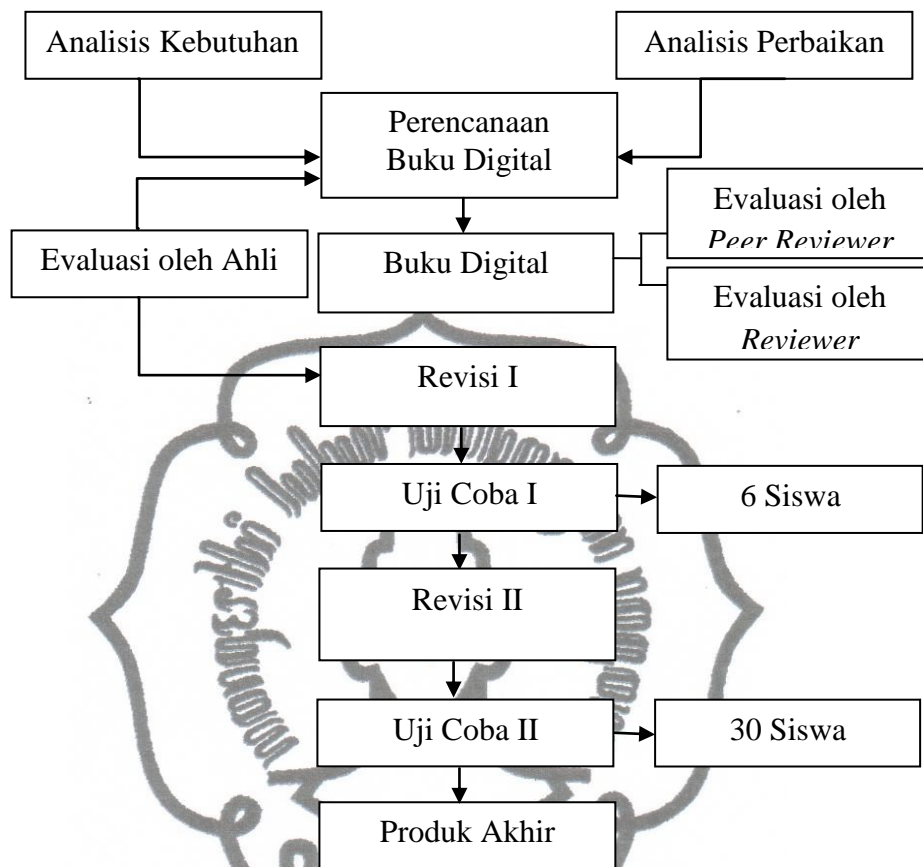 Analisis Kebutuhan
Analisis Perbaikan
Perencanaan
Buku Digital
Evaluasi oleh
Peer Reviewer
Evaluasi oleh Ahli
Buku Digital
Evaluasi oleh
Reviewer
Revisi I
Uji Coba I
6 Siswa
Revisi II
Uji Coba II
30 Siswa
Produk Akhir